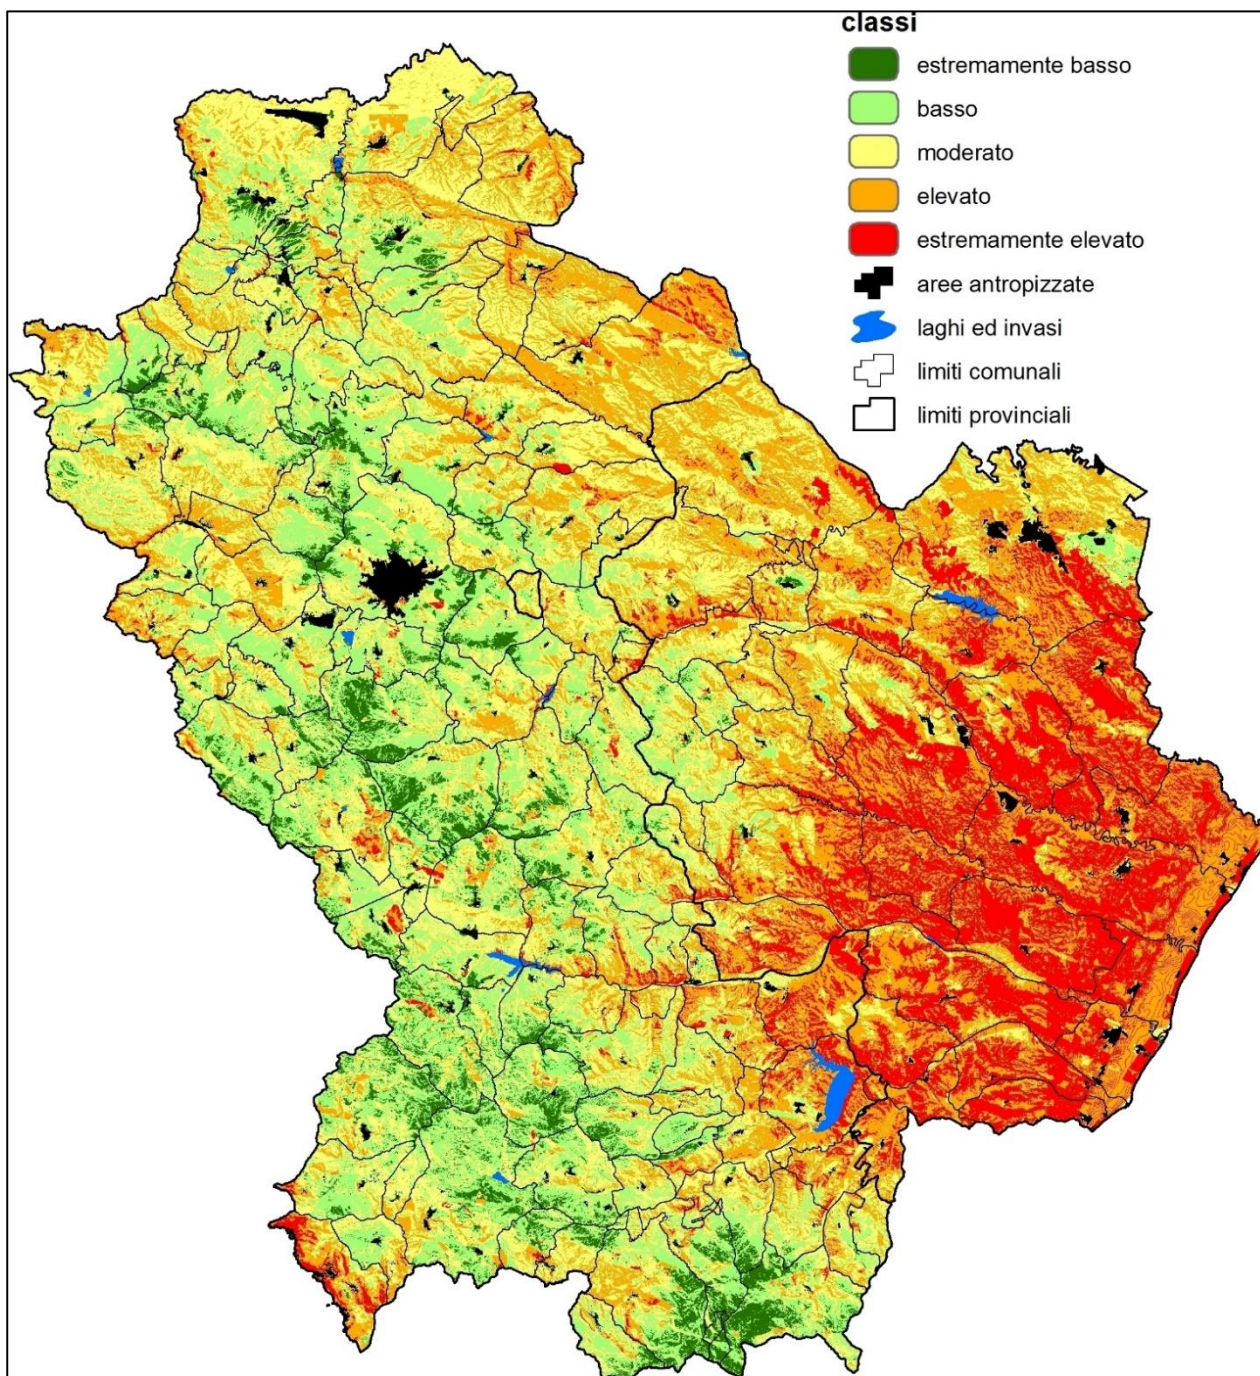 classi
estremamente basso
basso
moderato
elevato
estremamente elevato
aree antropizzate
laghi ed invasi
limiti comunali
limiti provinciali